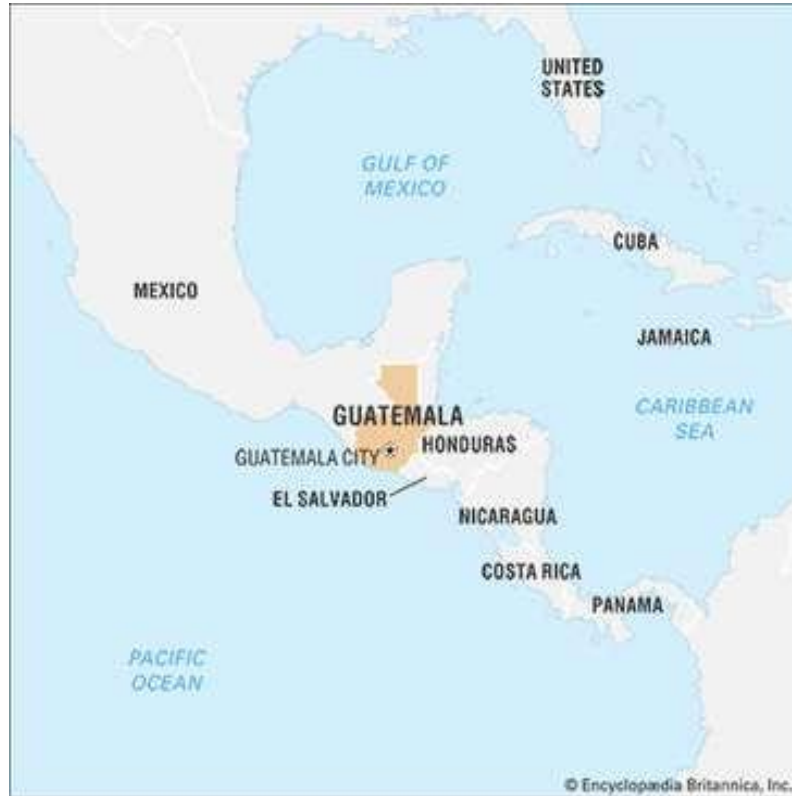 UNITED
STATES
GULF OF
MEXICO
CUBA
MEXICO
JAMAICA
CARIBBEAN
SEA
GUATEMALA
HONDURAS
GUATEMALA CITY
EL SALVADOR
NICARAGUA
COSTA RICA
PANAMA
PACIFIC
OCEAN
© Encyclopædia Britannica, Inc.